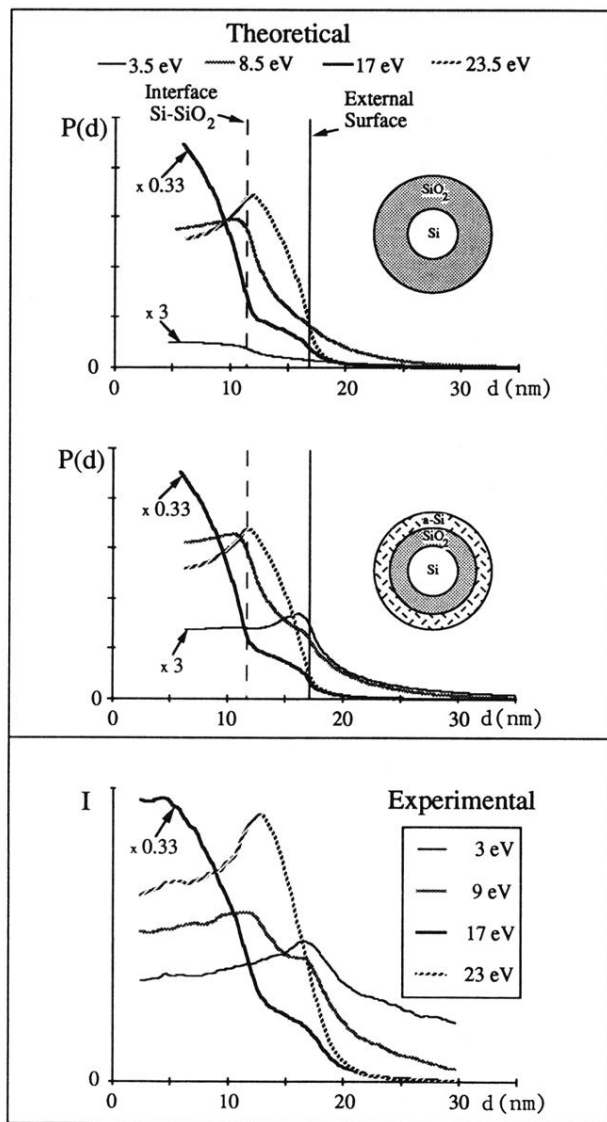 Theoretical
3.5 eV 8.5 eV 17 eV 23.5 eV
Interface
Si-SiO₂
External
Surface
P(d)
x 0.33
SiO₂
Si
x 3
0
0 10 20 30 d (nm)
P(d)
x 0.33
a-Si
SiO₂
Si
x 3
0
0 10 20 30 d (nm)
I
Experimental
x 0.33
3 eV
9 eV
17 eV
23 eV
0
0 10 20 30 d (nm)